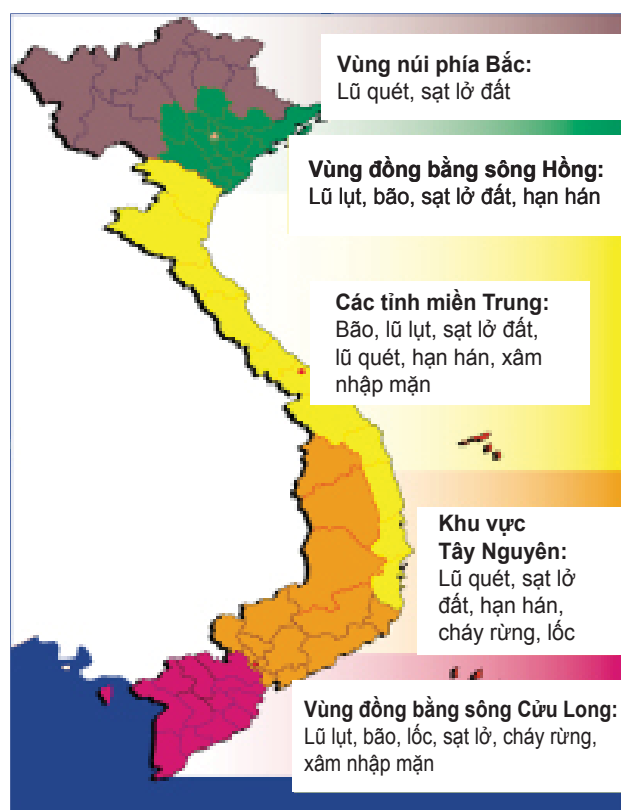 Vùng núi phía Bắc:
Lũ quét, sạt lở đất
Vùng đồng bằng sông Hồng:
Lũ lụt, bão, sạt lở đất, hạn hán
Các tỉnh miền Trung:
Bão, lũ lụt, sạt lở đất,
lũ quét, hạn hán, xâm
nhập mặn
Khu vực
Tây Nguyên:
Lũ quét, sạt lở
đất, hạn hán,
cháy rừng, lốc
Vùng đồng bằng sông Cửu Long:
Lũ lụt, bão, lốc, sạt lở, cháy rừng,
xâm nhập mặn